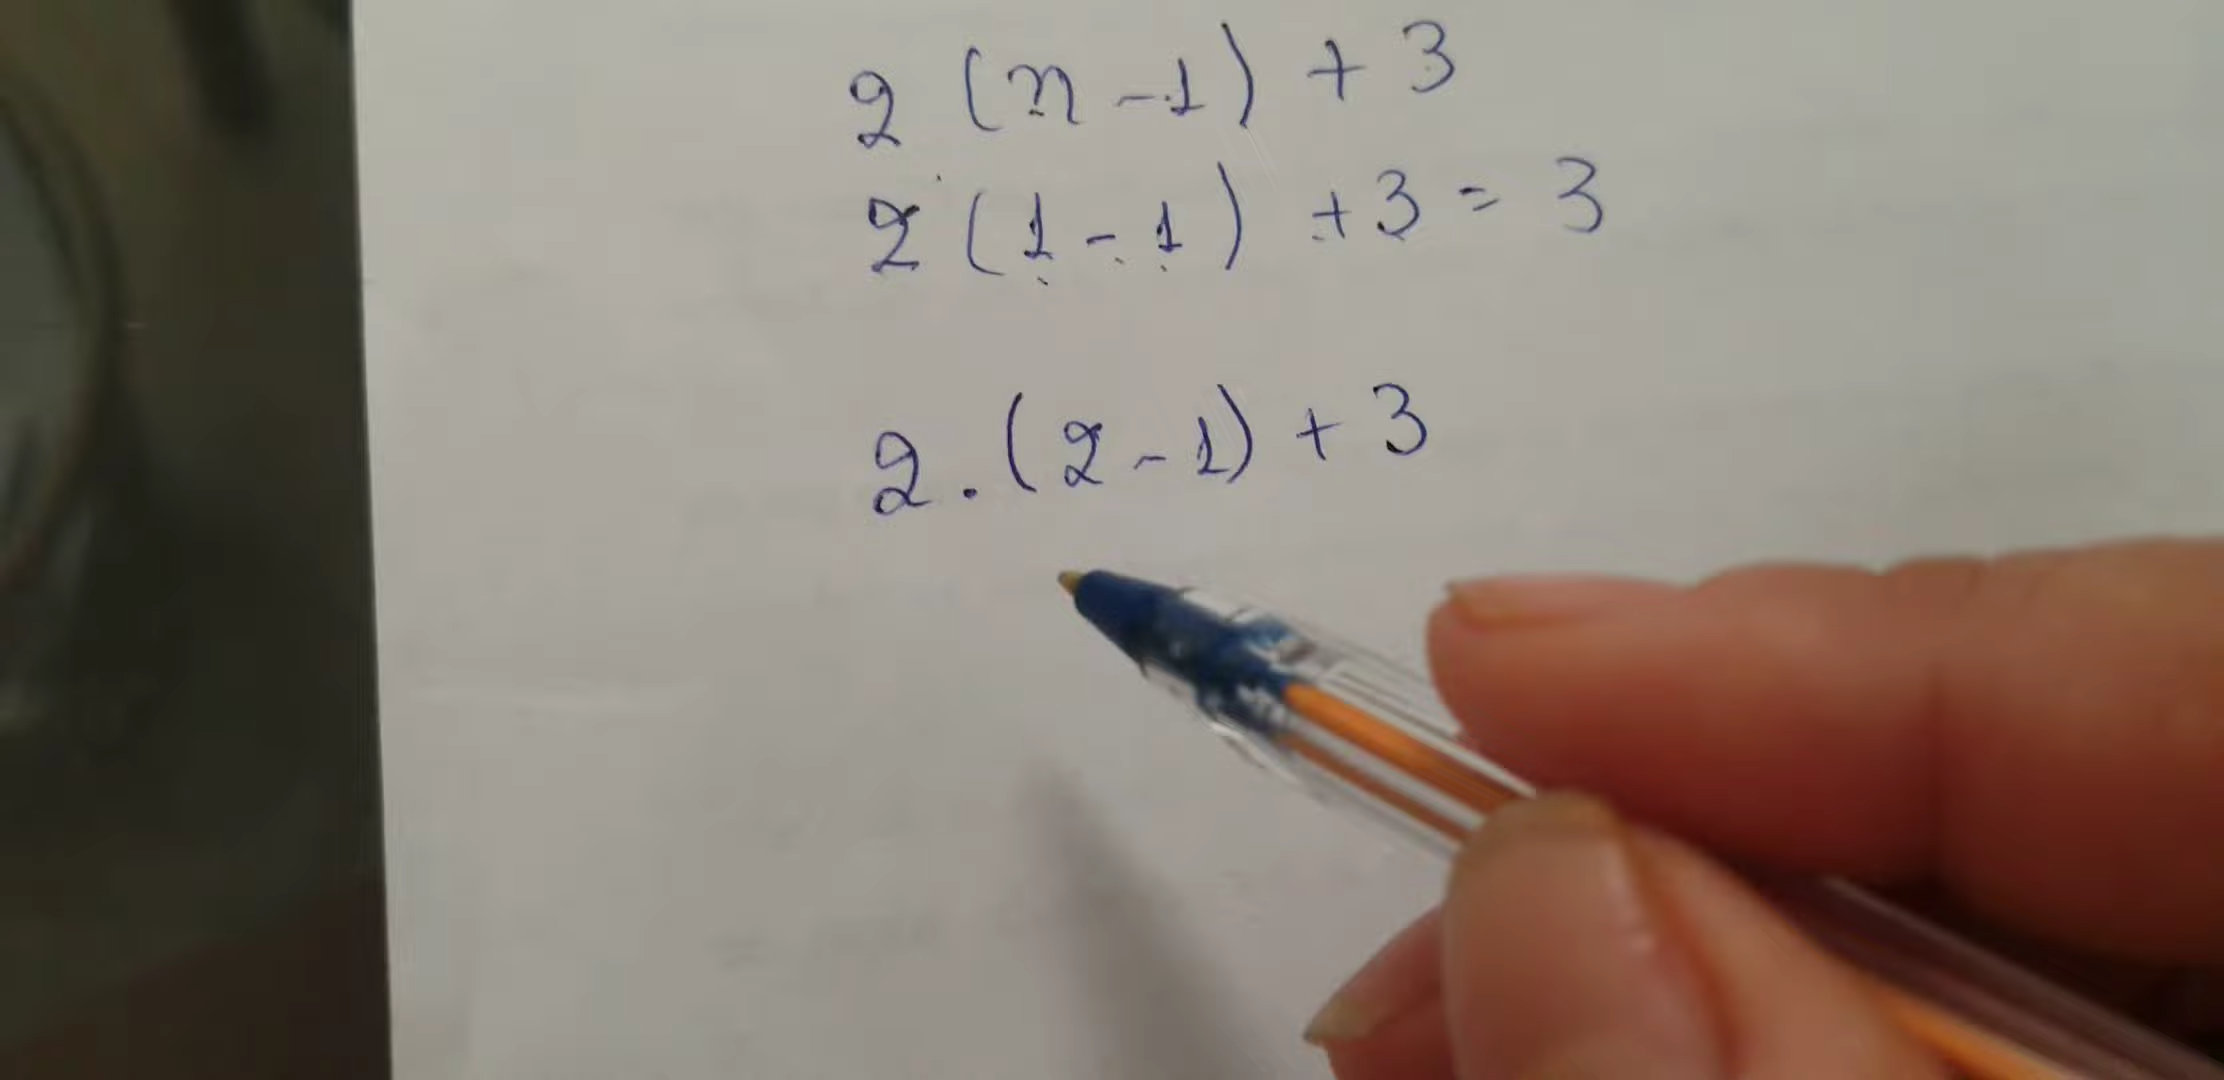 2 (n - 1) + 3
2 (1 - 1) + 3 = 3
2 . (2 - 1) + 3